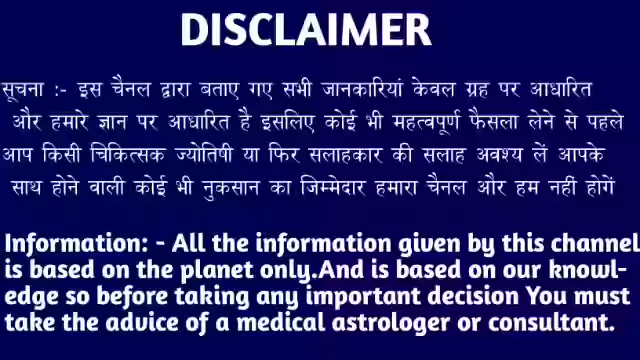 DISCLAIMER
सूचना :- इस चैनल द्वारा बताए गए सभी जानकारियां केवल ग्रह पर आधारित
और हमारे ज्ञान पर आधारित है इसलिए कोई भी महत्वपूर्ण फैसला लेने से पहले
आप किसी चिकित्सक ज्योतिषी या फिर सलाहकार की सलाह अवश्य लें आपके
साथ होने वाली कोई भी नुकसान का जिम्मेदार हमारा चैनल और हम नहीं होगें
Information: - All the information given by this channel
is based on the planet only.And is based on our knowl-
edge so before taking any important decision You must
take the advice of a medical astrologer or consultant.